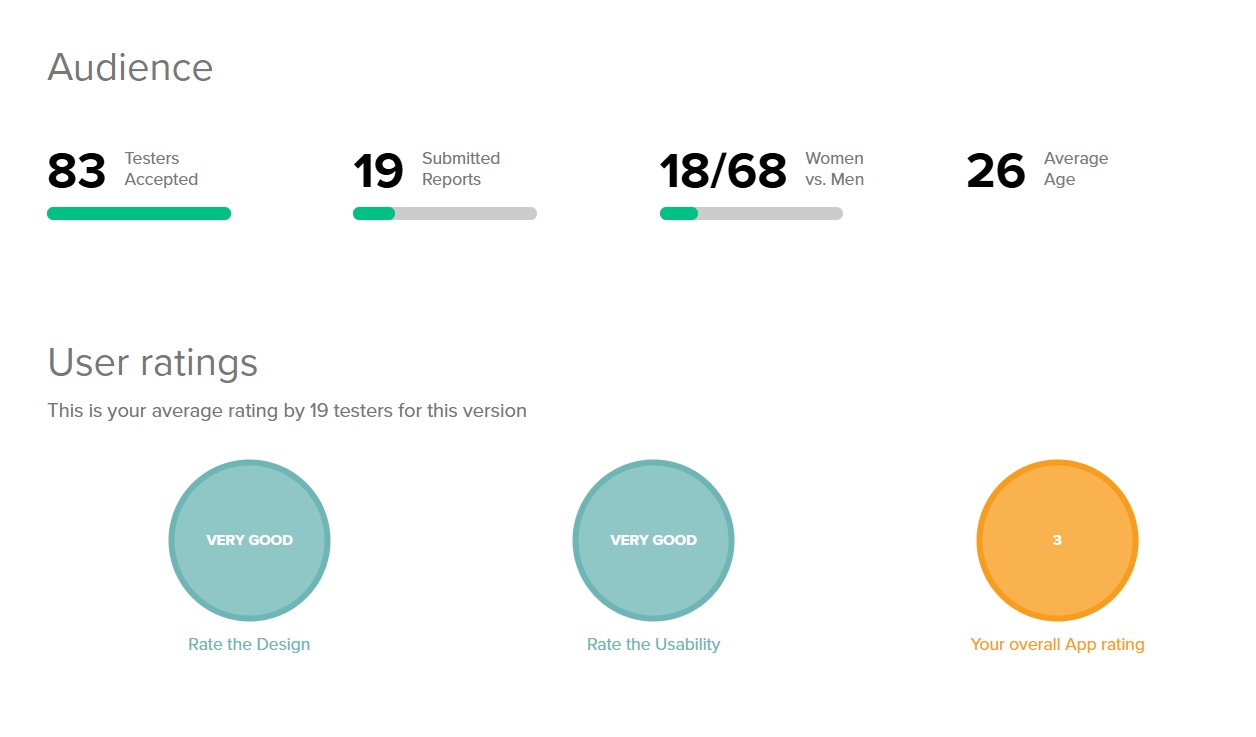 Audience
83 Testers Accepted
19 Submitted Reports
18/68 Women vs. Men
26 Average Age
User ratings
This is your average rating by 19 testers for this version
VERY GOOD
Rate the Design
VERY GOOD
Rate the Usability
3
Your overall App rating